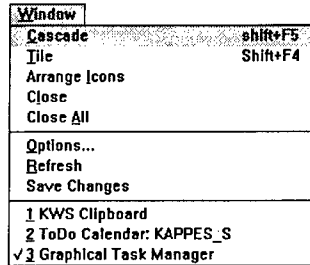 Window
Cascade shift+F5
Tile Shift+F4
Arrange Icons
Close
Close All
Options...
Refresh
Save Changes
1 KWS Clipboard
2 ToDo Calendar: KAPPES_S
✓3 Graphical Task Manager